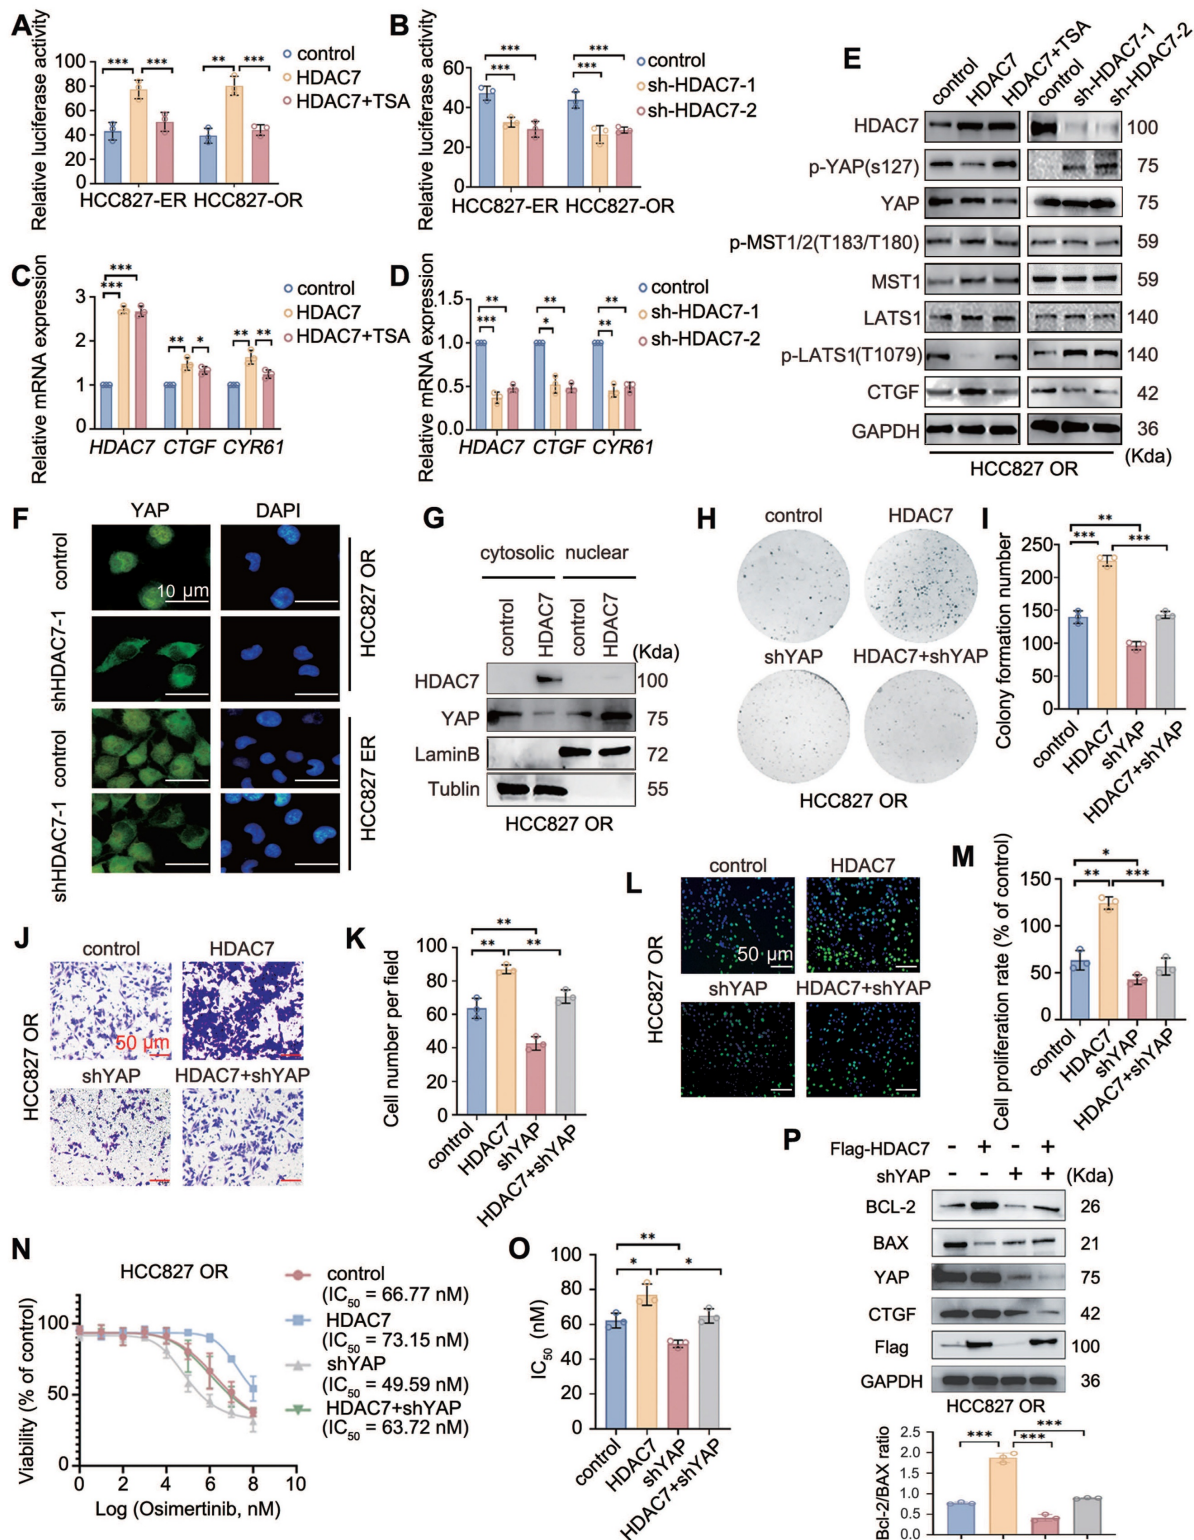 A
Relative luciferase activity
100
80
60
40
20
0
*** ***
** ***
control
HDAC7
HDAC7+TSA
HCC827-ER HCC827-OR
B
Relative luciferase activity
60
40
20
0
***
***
***
***
control
sh-HDAC7-1
sh-HDAC7-2
HCC827-ER HCC827-OR
C
Relative mRNA expression
3
2
1
0
***
***
** *
** **
control
HDAC7
HDAC7+TSA
HDAC7 CTGF CYR61
D
Relative mRNA expression
1.5
1.0
0.5
0.0
**
***
**
*
**
**
control
sh-HDAC7-1
sh-HDAC7-2
HDAC7 CTGF CYR61
E
control
HDAC7
HDAC7+TSA
control
sh-HDAC7-1
sh-HDAC7-2
HDAC7 100
p-YAP(s127) 75
YAP 75
p-MST1/2(T183/T180) 59
MST1 59
LATS1 140
p-LATS1(T1079) 140
CTGF 42
GAPDH 36
(Kda)
HCC827 OR
F
YAP DAPI
control
10 μm
shHDAC7-1
HCC827 OR
control
shHDAC7-1
HCC827 ER
G
cytosolic nuclear
control
HDAC7
control
HDAC7
(Kda)
HDAC7 100
YAP 75
LaminB 72
Tublin 55
HCC827 OR
H
control HDAC7
shYAP HDAC7+shYAP
HCC827 OR
I
Colony formation number
250
200
150
100
50
0
**
*** ***
control
HDAC7
shYAP
HDAC7+shYAP
J
HCC827 OR
control HDAC7
50 μm
shYAP HDAC7+shYAP
K
Cell number per field
100
80
60
40
20
0
**
** **
control
HDAC7
shYAP
HDAC7+shYAP
L
HCC827 OR
control HDAC7
50 μm
shYAP HDAC7+shYAP
M
Cell proliferation rate (% of control)
150
100
50
0
*
** ***
control
HDAC7
shYAP
HDAC7+shYAP
N
HCC827 OR
Viability (% of control)
100
50
0
0 2 4 6 8 10
Log (Osimertinib, nM)
control
(IC50 = 66.77 nM)
HDAC7
(IC50 = 73.15 nM)
shYAP
(IC50 = 49.59 nM)
HDAC7+shYAP
(IC50 = 63.72 nM)
O
IC50 (nM)
100
80
60
40
20
0
**
* *
control
HDAC7
shYAP
HDAC7+shYAP
P
Flag-HDAC7 - + - +
shYAP - - + + (Kda)
BCL-2 26
BAX 21
YAP 75
CTGF 42
Flag 100
GAPDH 36
HCC827 OR
Bcl-2/BAX ratio
2.5
2.0
1.5
1.0
0.5
0.0
***
*** ***